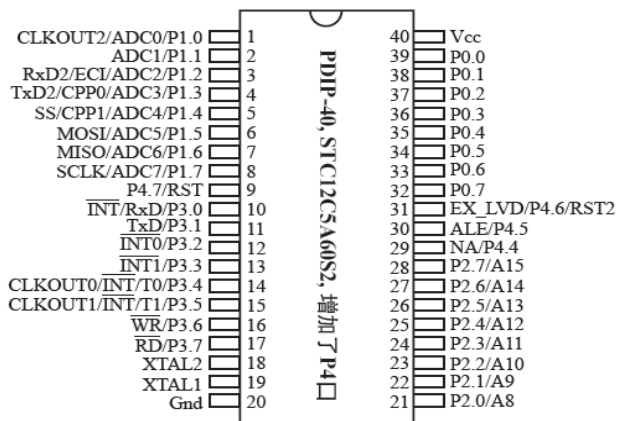 CLKOUT2/ADC0/P1.0 1
ADC1/P1.1 2
RxD2/ECI/ADC2/P1.2 3
TxD2/CPP0/ADC3/P1.3 4
SS/CPP1/ADC4/P1.4 5
MOSI/ADC5/P1.5 6
MISO/ADC6/P1.6 7
SCLK/ADC7/P1.7 8
P4.7/RST 9
INT/RxD/P3.0 10
TxD/P3.1 11
INT0/P3.2 12
INT1/P3.3 13
CLKOUT0/INT/T0/P3.4 14
CLKOUT1/INT/T1/P3.5 15
WR/P3.6 16
RD/P3.7 17
XTAL2 18
XTAL1 19
Gnd 20
PDIP-40, STC12C5A60S2, 增加了P4口
40 Vcc
39 P0.0
38 P0.1
37 P0.2
36 P0.3
35 P0.4
34 P0.5
33 P0.6
32 P0.7
31 EX_LVD/P4.6/RST2
30 ALE/P4.5
29 NA/P4.4
28 P2.7/A15
27 P2.6/A14
26 P2.5/A13
25 P2.4/A12
24 P2.3/A11
23 P2.2/A10
22 P2.1/A9
21 P2.0/A8